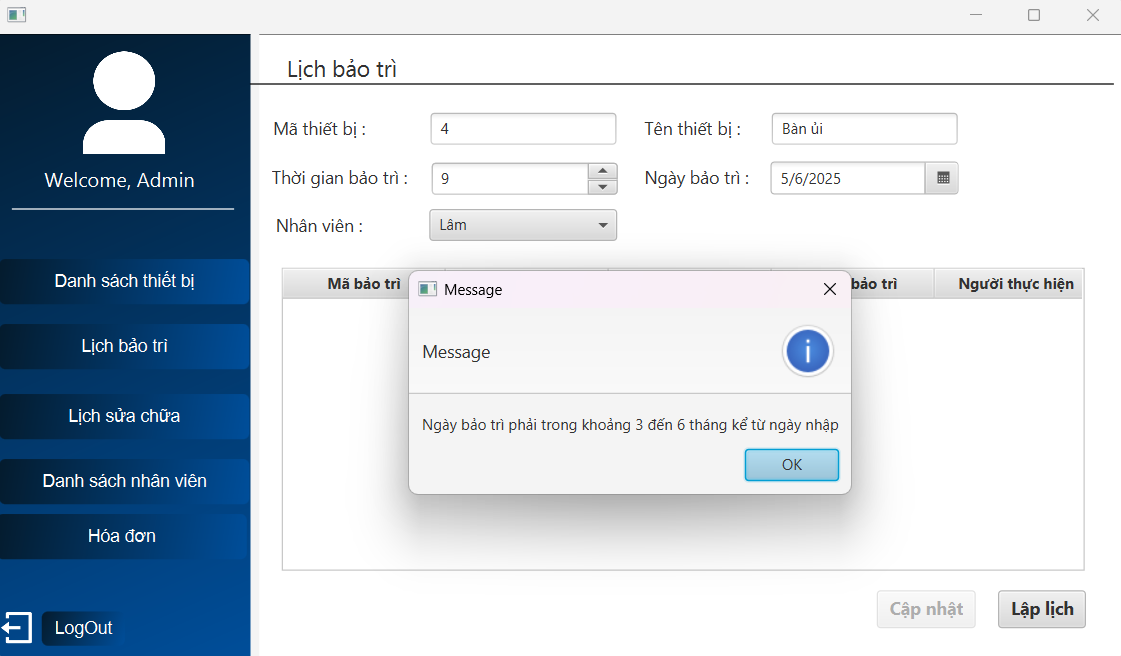 Welcome, Admin
Danh sách thiết bị
Lịch bảo trì
Lịch sửa chữa
Danh sách nhân viên
Hóa đơn
LogOut
Lịch bảo trì
Mã thiết bị :
4
Tên thiết bị :
Bàn ủi
Thời gian bảo trì :
9
Ngày bảo trì :
5/6/2025
Nhân viên :
Lâm
Mã bảo trì
bảo trì
Người thực hiện
Message
Message
i
Ngày bảo trì phải trong khoảng 3 đến 6 tháng kể từ ngày nhập
OK
Cập nhật
Lập lịch